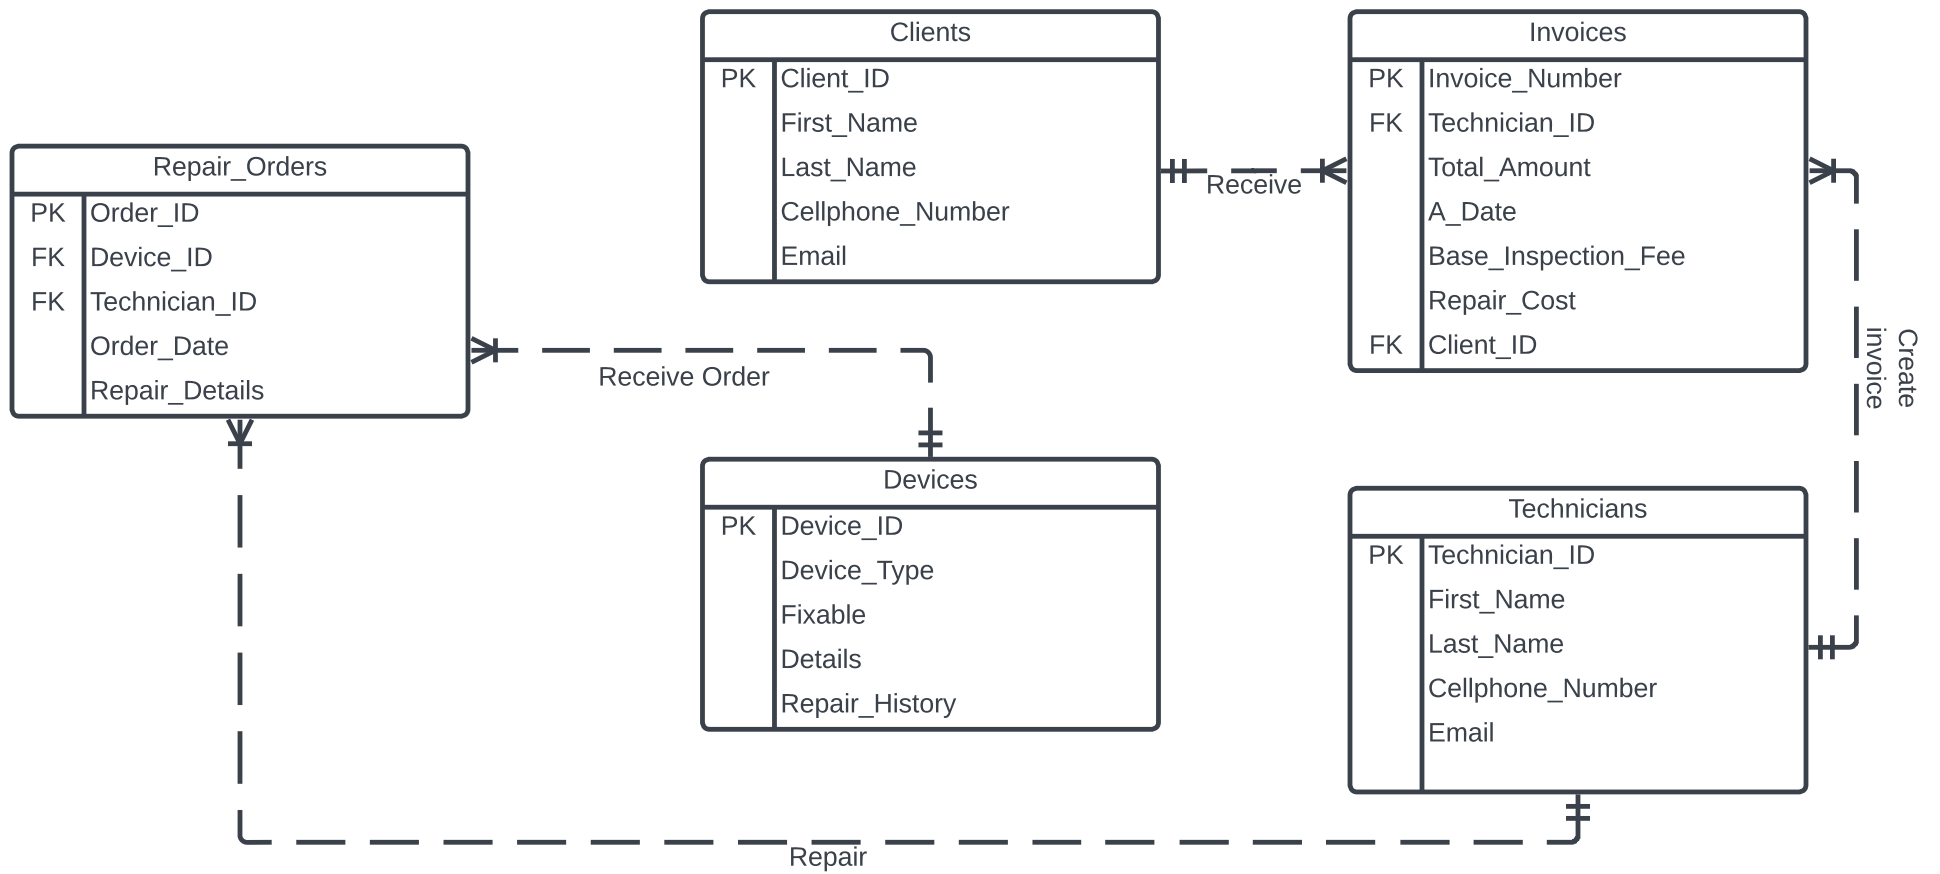 Clients
PK Client_ID
First_Name
Last_Name
Cellphone_Number
Email
Invoices
PK Invoice_Number
FK Technician_ID
Total_Amount
A_Date
Base_Inspection_Fee
Repair_Cost
FK Client_ID
Receive
Repair_Orders
PK Order_ID
FK Device_ID
FK Technician_ID
Order_Date
Repair_Details
Receive Order
Create
invoice
Devices
PK Device_ID
Device_Type
Fixable
Details
Repair_History
Technicians
PK Technician_ID
First_Name
Last_Name
Cellphone_Number
Email
Repair